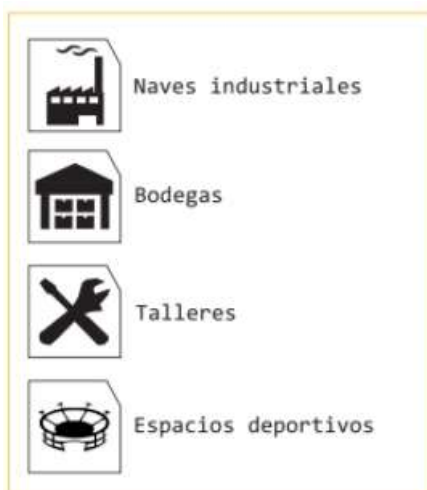 Naves industriales
Bodegas
Talleres
Espacios deportivos